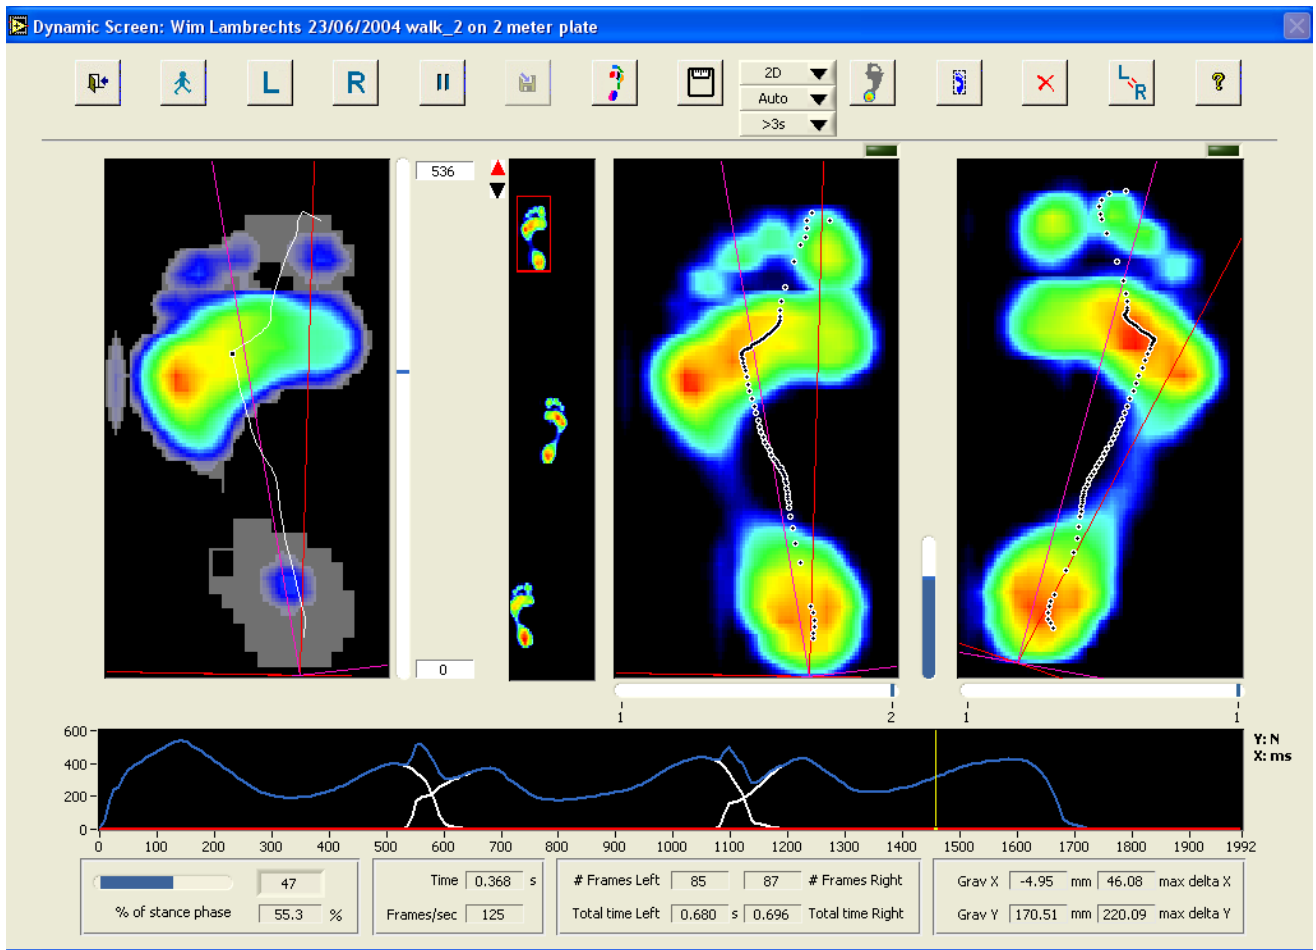 Dynamic Screen: Wim Lambrechts 23/06/2004 walk_2 on 2 meter plate
L R L R ?
2D
Auto
>3s
536
0
1 2 1 1
600
400
200
0
Y: N
X: ms
0 100 200 300 400 500 600 700 800 900 1000 1100 1200 1300 1400 1500 1600 1700 1800 1900 1992
47
% of stance phase 55.3 %
Time 0.368 s
Frames/sec 125
# Frames Left 85 87 # Frames Right
Total time Left 0.680 s 0.696 Total time Right
Grav X -4.95 mm 46.08 max delta X
Grav Y 170.51 mm 220.09 max delta Y